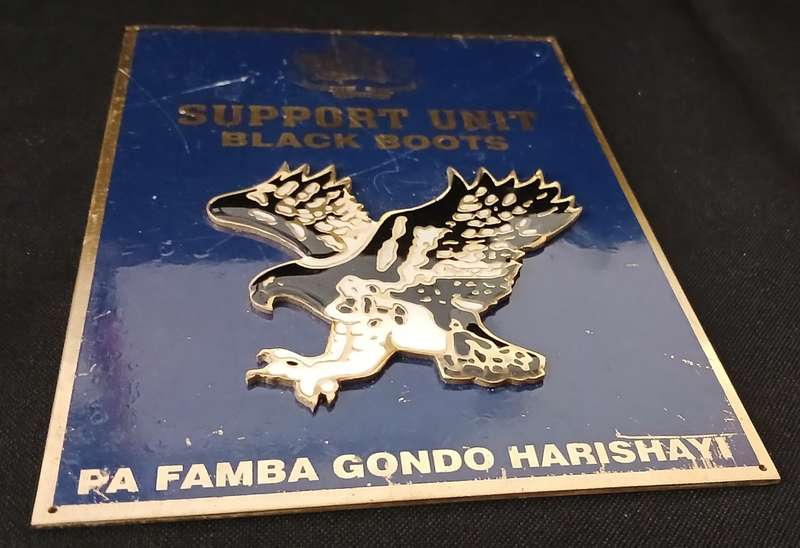 SUPPORT UNIT
BLACK BOOTS
PA FAMBA GONDO HARISHAYI